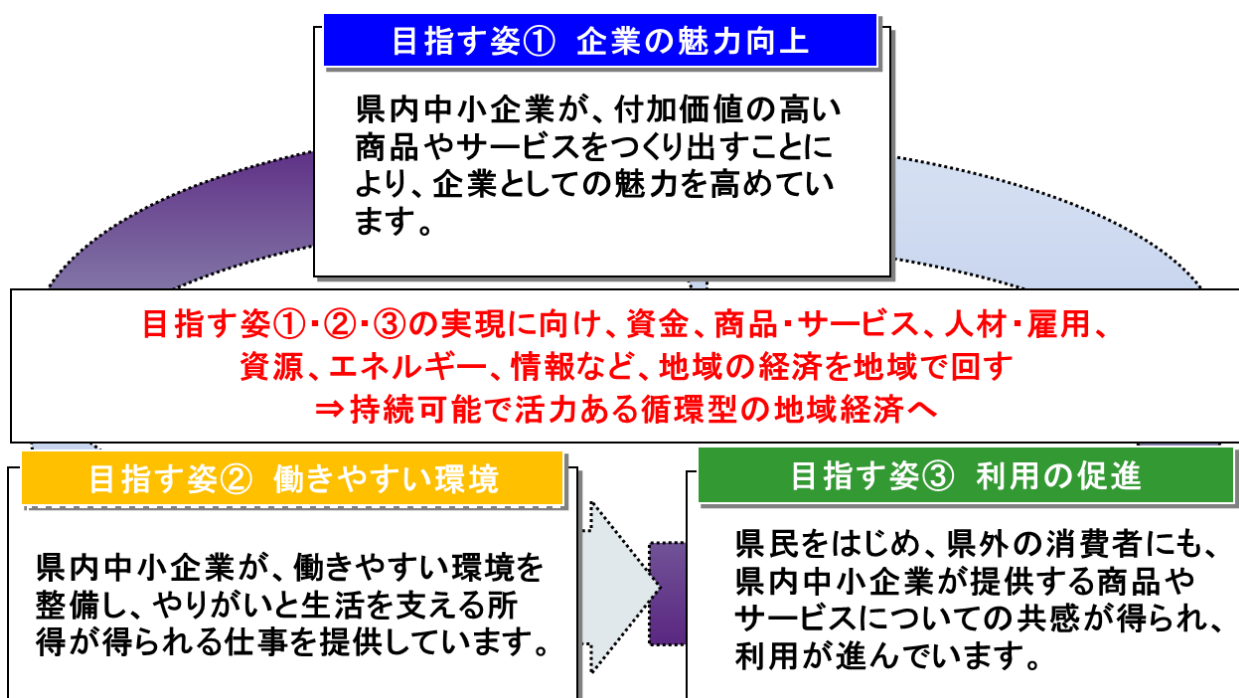 目指す姿① 企業の魅力向上
県内中小企業が、付加価値の高い
商品やサービスをつくり出すことに
より、企業としての魅力を高めてい
ます。
目指す姿①・②・③の実現に向け、資金、商品・サービス、人材・雇用、
資源、エネルギー、情報など、地域の経済を地域で回す
⇒持続可能で活力ある循環型の地域経済へ
目指す姿② 働きやすい環境
県内中小企業が、働きやすい環境を
整備し、やりがいと生活を支える所
得が得られる仕事を提供しています。
目指す姿③ 利用の促進
県民をはじめ、県外の消費者にも、
県内中小企業が提供する商品や
サービスについての共感が得られ、
利用が進んでいます。